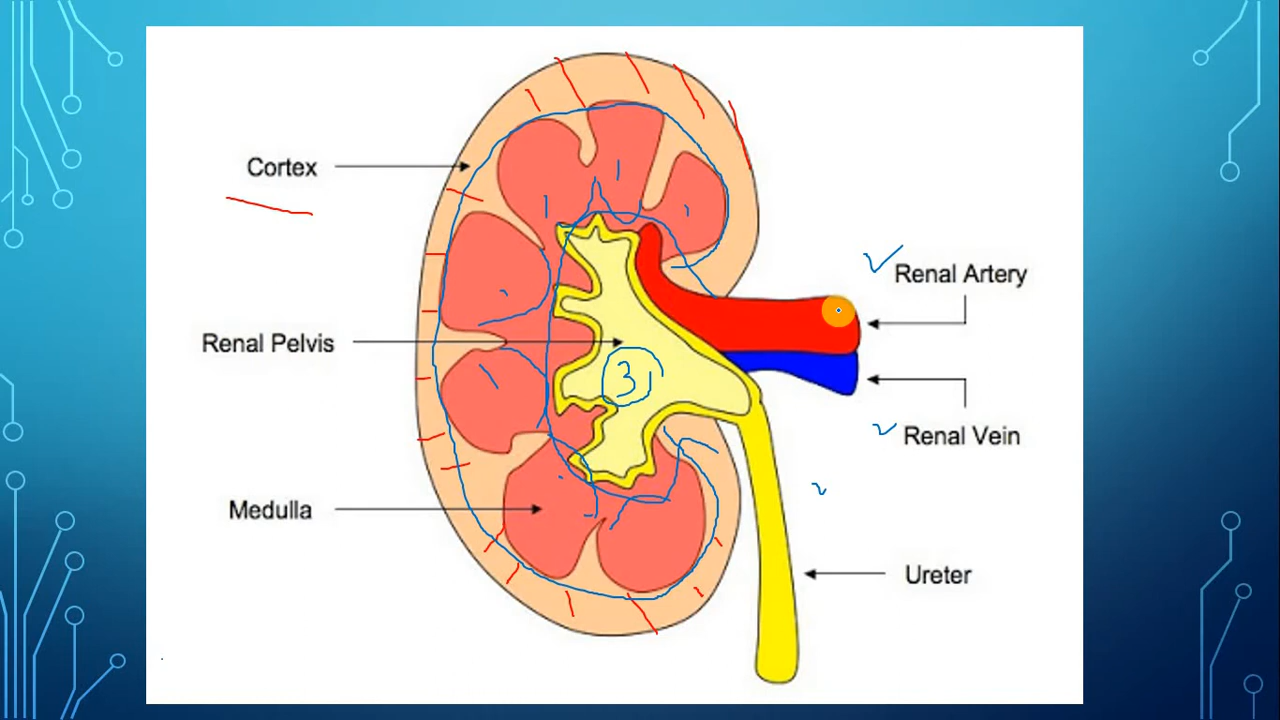 Cortex
Renal Artery
Renal Pelvis
3
Renal Vein
Medulla
Ureter